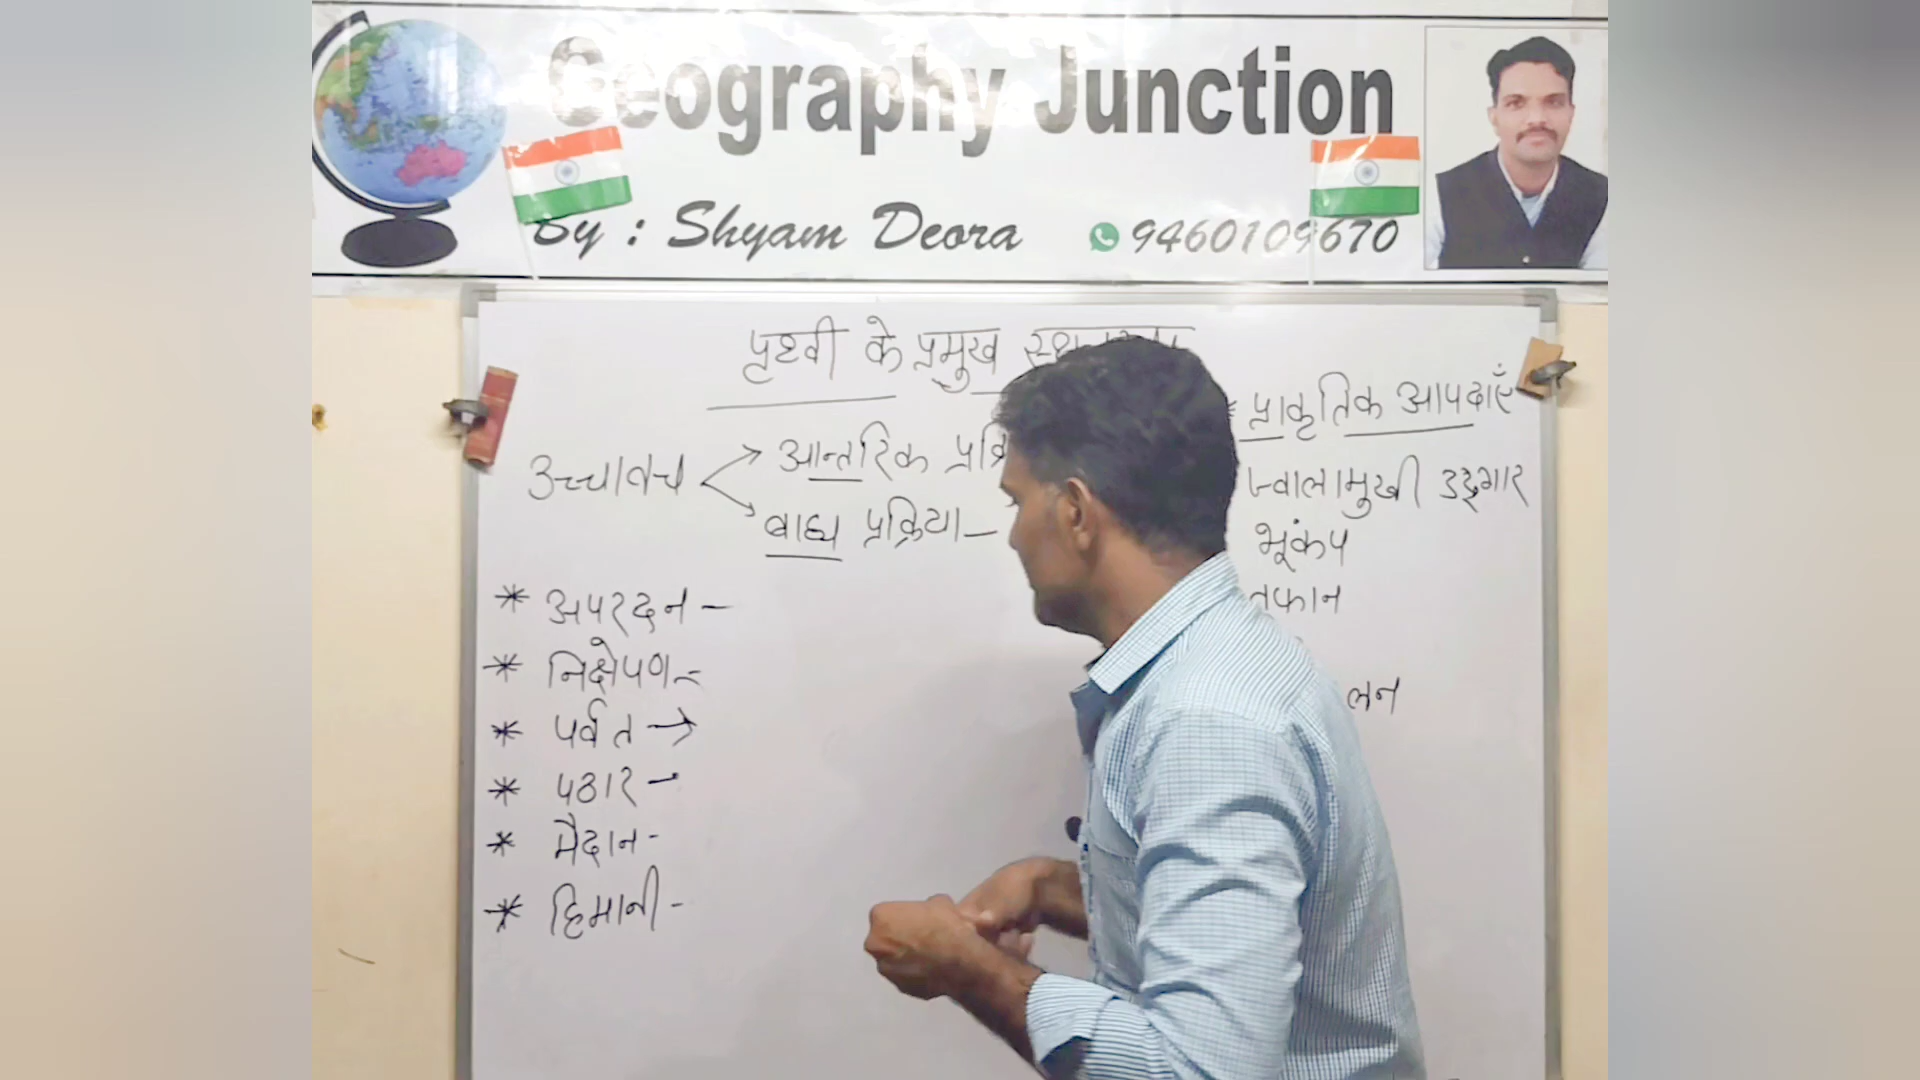 Geography Junction
By : Shyam Deora 9460109670
पृथ्वी के प्रमुख
* प्राकृतिक आपदाएँ
उच्चावच
आन्तरिक
बाह्य प्रक्रिया-
ज्वालामुखी उद्दगार
भूकंप
* अपरदन -
* निक्षेपण -
* पर्वत →
* पठार -
* मैदान -
* हिमानी -